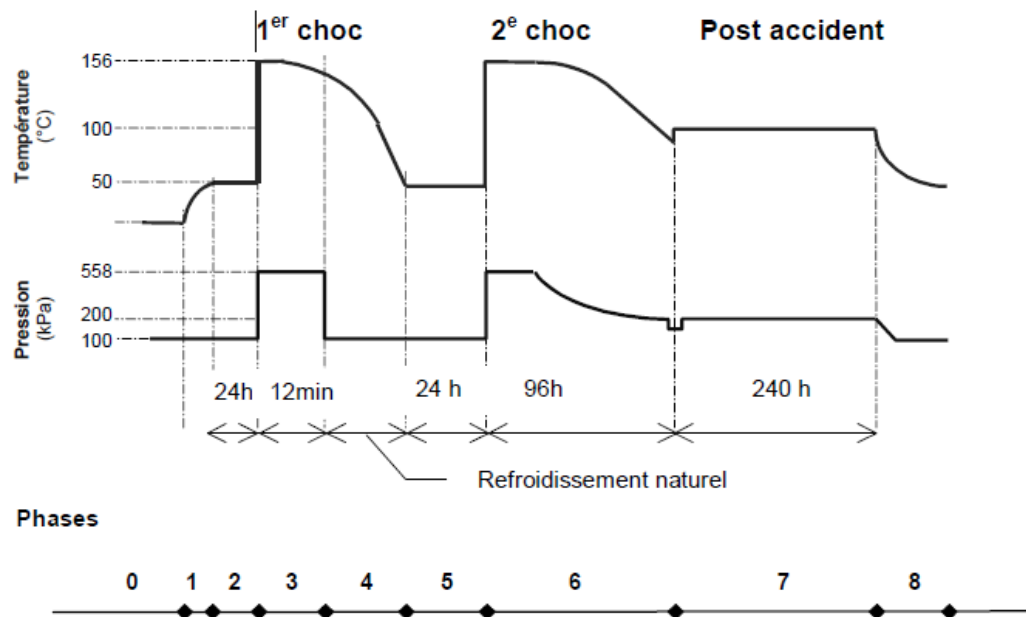 1er choc 2e choc Post accident
Température
(°C)
156
100
50
Pression
(kPa)
558
200
100
24h 12min 24 h 96h 240 h
Refroidissement naturel
Phases
0 1 2 3 4 5 6 7 8